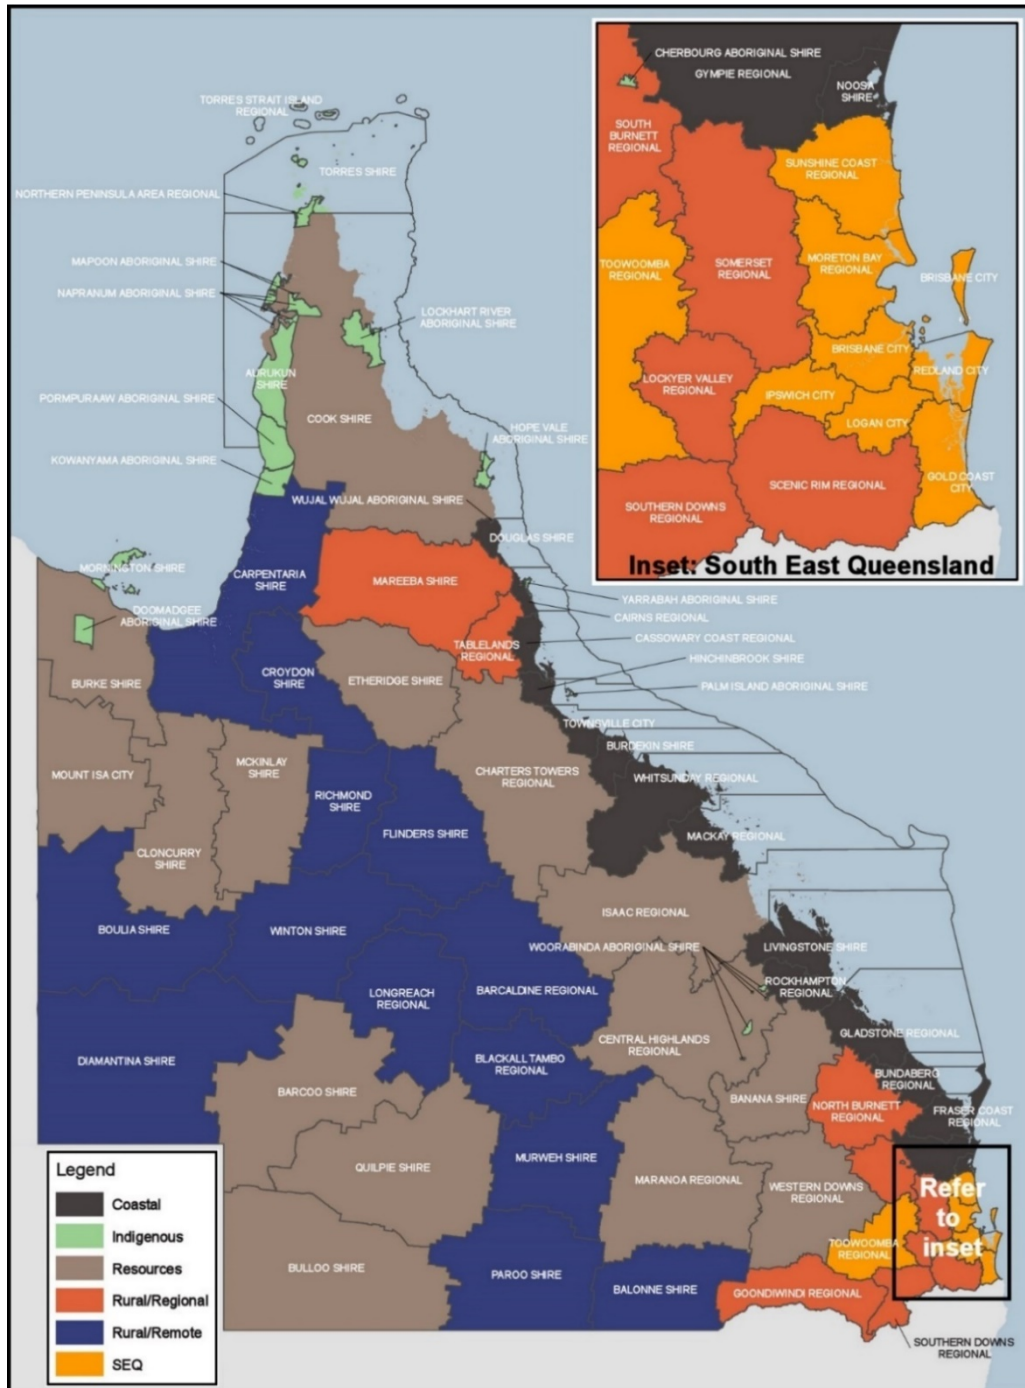 CHERBOURG ABORIGINAL SHIRE
GYMPIE REGIONAL
NOOSA
SHIRE
SOUTH
BURNETT
REGIONAL
SUNSHINE COAST
REGIONAL
TOOWOOMBA
REGIONAL
SOMERSET
REGIONAL
MORETON BAY
REGIONAL
BRISBANE CITY
BRISBANE CITY
REDLAND CITY
LOCKYER VALLEY
REGIONAL
IPSWICH CITY
LOGAN CITY
GOLD COAST
CITY
SCENIC RIM REGIONAL
SOUTHERN DOWNS
REGIONAL
Inset: South East Queensland
TORRES STRAIT ISLAND
REGIONAL
TORRES SHIRE
NORTHERN PENINSULA AREA REGIONAL
MAPOON ABORIGINAL SHIRE
NAPRANUM ABORIGINAL SHIRE
LOCKHART RIVER
ABORIGINAL SHIRE
AURUKUN
SHIRE
PORMPURAAW ABORIGINAL SHIRE
COOK SHIRE
HOPE VALE
ABORIGINAL SHIRE
KOWANYAMA ABORIGINAL SHIRE
WUJAL WUJAL ABORIGINAL SHIRE
DOUGLAS SHIRE
MORNINGTON SHIRE
CARPENTARIA
SHIRE
MAREEBA SHIRE
YARRABAH ABORIGINAL SHIRE
DOOMADGEE
ABORIGINAL SHIRE
CAIRNS REGIONAL
TABLELANDS
REGIONAL
CASSOWARY COAST REGIONAL
HINCHINBROOK SHIRE
CROYDON
SHIRE
ETHERIDGE SHIRE
BURKE SHIRE
PALM ISLAND ABORIGINAL SHIRE
TOWNSVILLE CITY
BURDEKIN SHIRE
MOUNT ISA CITY
MCKINLAY
SHIRE
CHARTERS TOWERS
REGIONAL
WHITSUNDAY REGIONAL
RICHMOND
SHIRE
FLINDERS SHIRE
MACKAY REGIONAL
CLONCURRY
SHIRE
ISAAC REGIONAL
BOULIA SHIRE
WINTON SHIRE
WOORABINDA ABORIGINAL SHIRE
LIVINGSTONE SHIRE
ROCKHAMPTON
REGIONAL
LONGREACH
REGIONAL
BARCALDINE REGIONAL
GLADSTONE REGIONAL
CENTRAL HIGHLANDS
REGIONAL
DIAMANTINA SHIRE
BLACKALL TAMBO
REGIONAL
BUNDABERG
REGIONAL
BARCOO SHIRE
BANANA SHIRE
NORTH BURNETT
REGIONAL
FRASER COAST
REGIONAL
QUILPIE SHIRE
MURWEH SHIRE
MARANOA REGIONAL
WESTERN DOWNS
REGIONAL
Refer
to
inset
TOOWOOMBA
REGIONAL
BULLOO SHIRE
PAROO SHIRE
BALONNE SHIRE
GOONDIWINDI REGIONAL
SOUTHERN DOWNS
REGIONAL
Legend
Coastal
Indigenous
Resources
Rural/Regional
Rural/Remote
SEQ